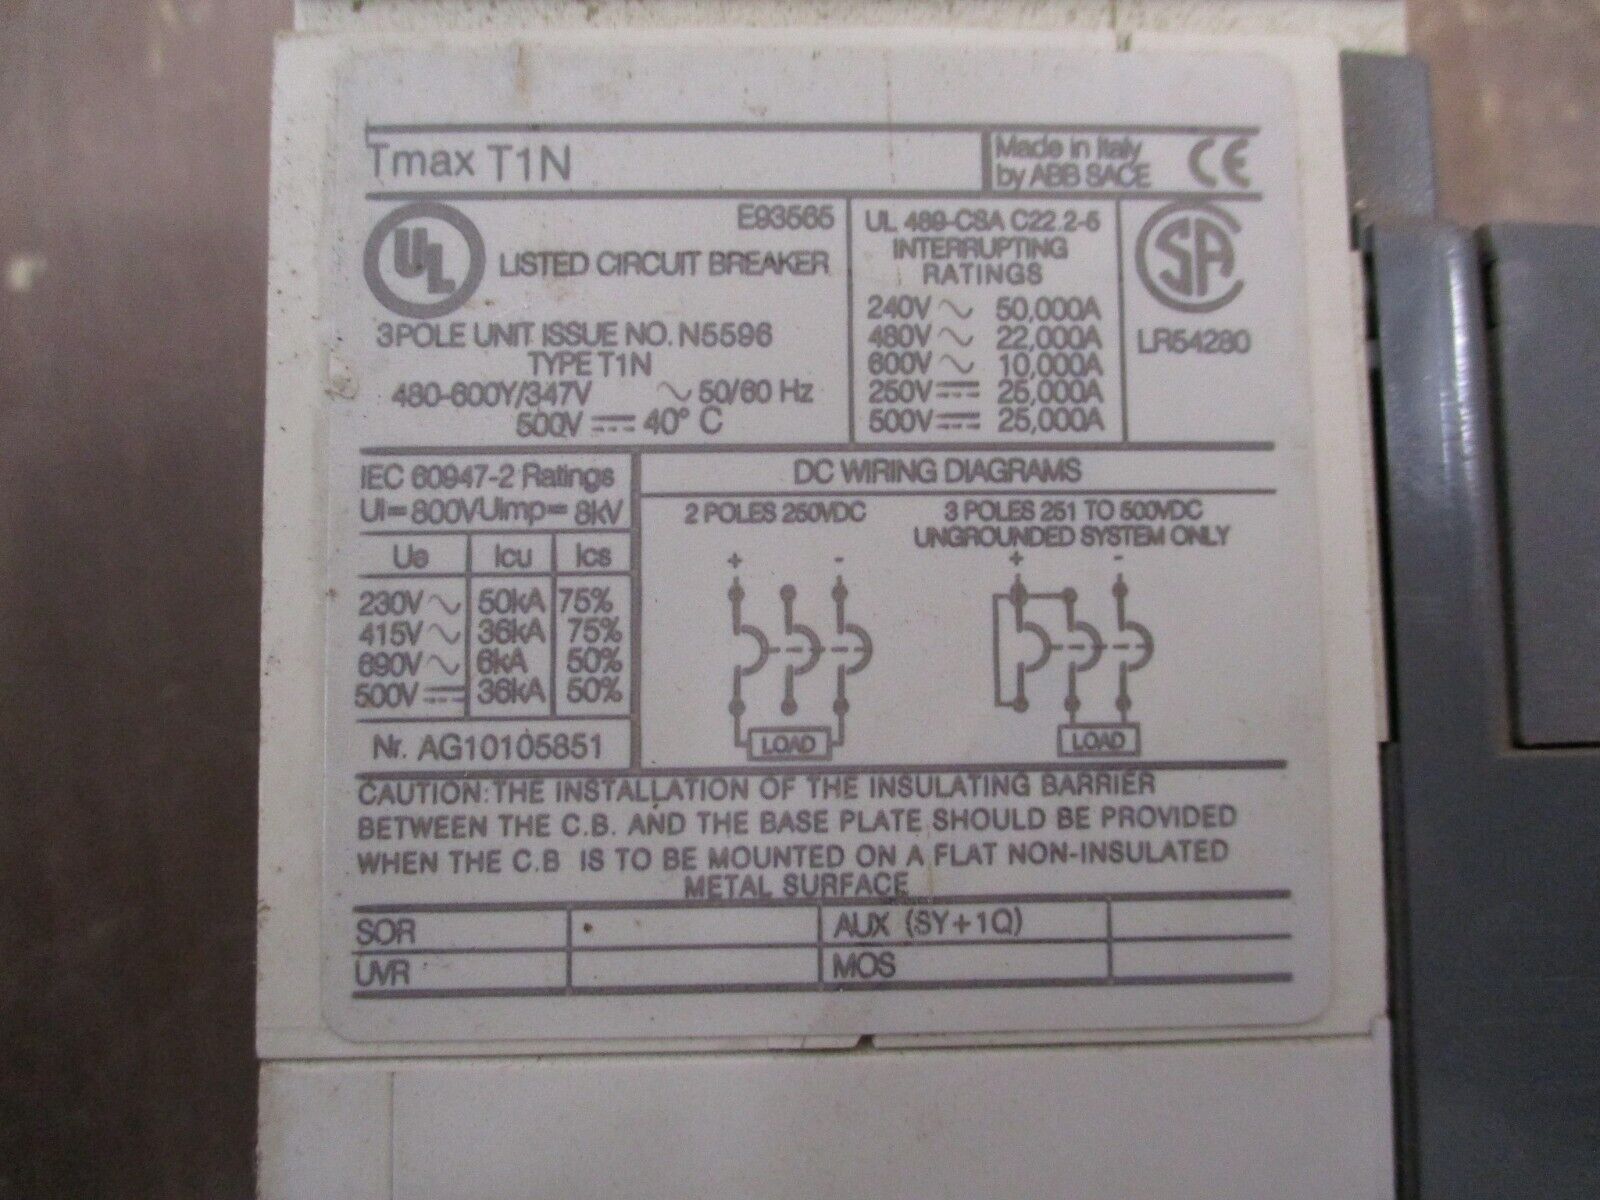 Tmax T1N
Made in Italy
by ABB SACE
CE
UL
E93565
LISTED CIRCUIT BREAKER
3 POLE UNIT ISSUE NO. N5596
TYPE T1N
480-600Y/347V ~ 50/60 Hz
500V ⎓ 40° C
UL 489-CSA C22.2-5
INTERRUPTING
RATINGS
240V ~ 50,000A
480V ~ 22,000A
600V ~ 10,000A
250V ⎓ 25,000A
500V ⎓ 25,000A
SA
LR54280
IEC 60947-2 Ratings
Ui=800V/Uimp=8kV
Ue Icu Ics
230V ~ 50kA 75%
415V ~ 36kA 75%
690V ~ 6kA 50%
500V ⎓ 36kA 50%
Nr. AG10105851
DC WIRING DIAGRAMS
2 POLES 250VDC
+ -
LOAD
3 POLES 251 TO 500VDC
UNGROUNDED SYSTEM ONLY
+ -
LOAD
CAUTION:THE INSTALLATION OF THE INSULATING BARRIER
BETWEEN THE C.B. AND THE BASE PLATE SHOULD BE PROVIDED
WHEN THE C.B IS TO BE MOUNTED ON A FLAT NON-INSULATED
METAL SURFACE
SOR AUX (SY+1Q)
UVR MOS